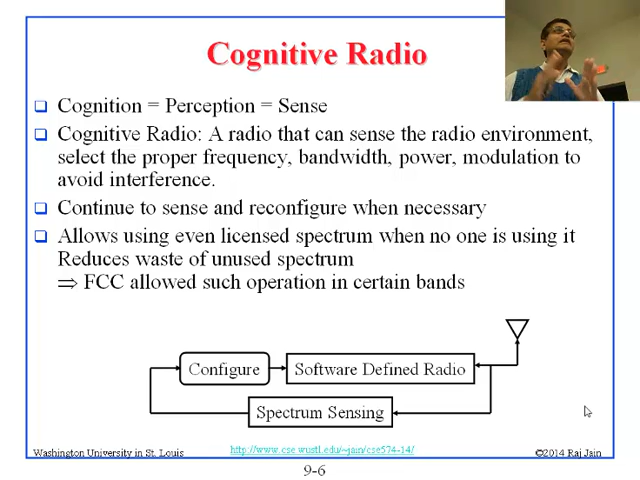 Cognitive Radio
Cognition = Perception = Sense
Cognitive Radio: A radio that can sense the radio environment,
select the proper frequency, bandwidth, power, modulation to
avoid interference.
Continue to sense and reconfigure when necessary
Allows using even licensed spectrum when no one is using it
Reduces waste of unused spectrum
⇒ FCC allowed such operation in certain bands
Configure
Software Defined Radio
Spectrum Sensing
Washington University in St. Louis
http://www.cse.wustl.edu/~jain/cse574-14/
©2014 Raj Jain
9-6